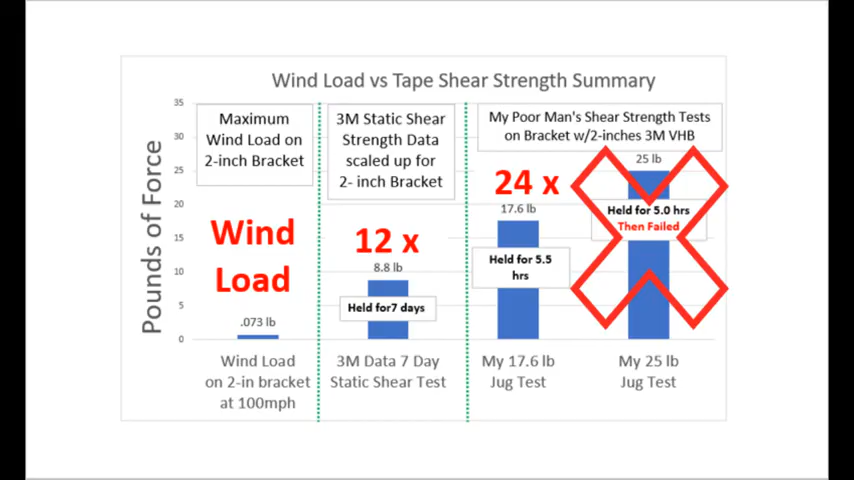 Wind Load vs Tape Shear Strength Summary
Pounds of Force
35
30
25
20
15
10
5
0
Maximum
Wind Load on
2-inch Bracket
Wind
Load
.073 lb
Wind Load
on 2-in bracket
at 100mph
3M Static Shear
Strength Data
scaled up for
2- inch Bracket
12 x
8.8 lb
Held for7 days
3M Data 7 Day
Static Shear Test
My Poor Man's Shear Strength Tests
on Bracket w/2-inches 3M VHB
24 x
17.6 lb
Held for 5.5
hrs
My 17.6 lb
Jug Test
25 lb
Held for 5.0 hrs
Then Failed
My 25 lb
Jug Test